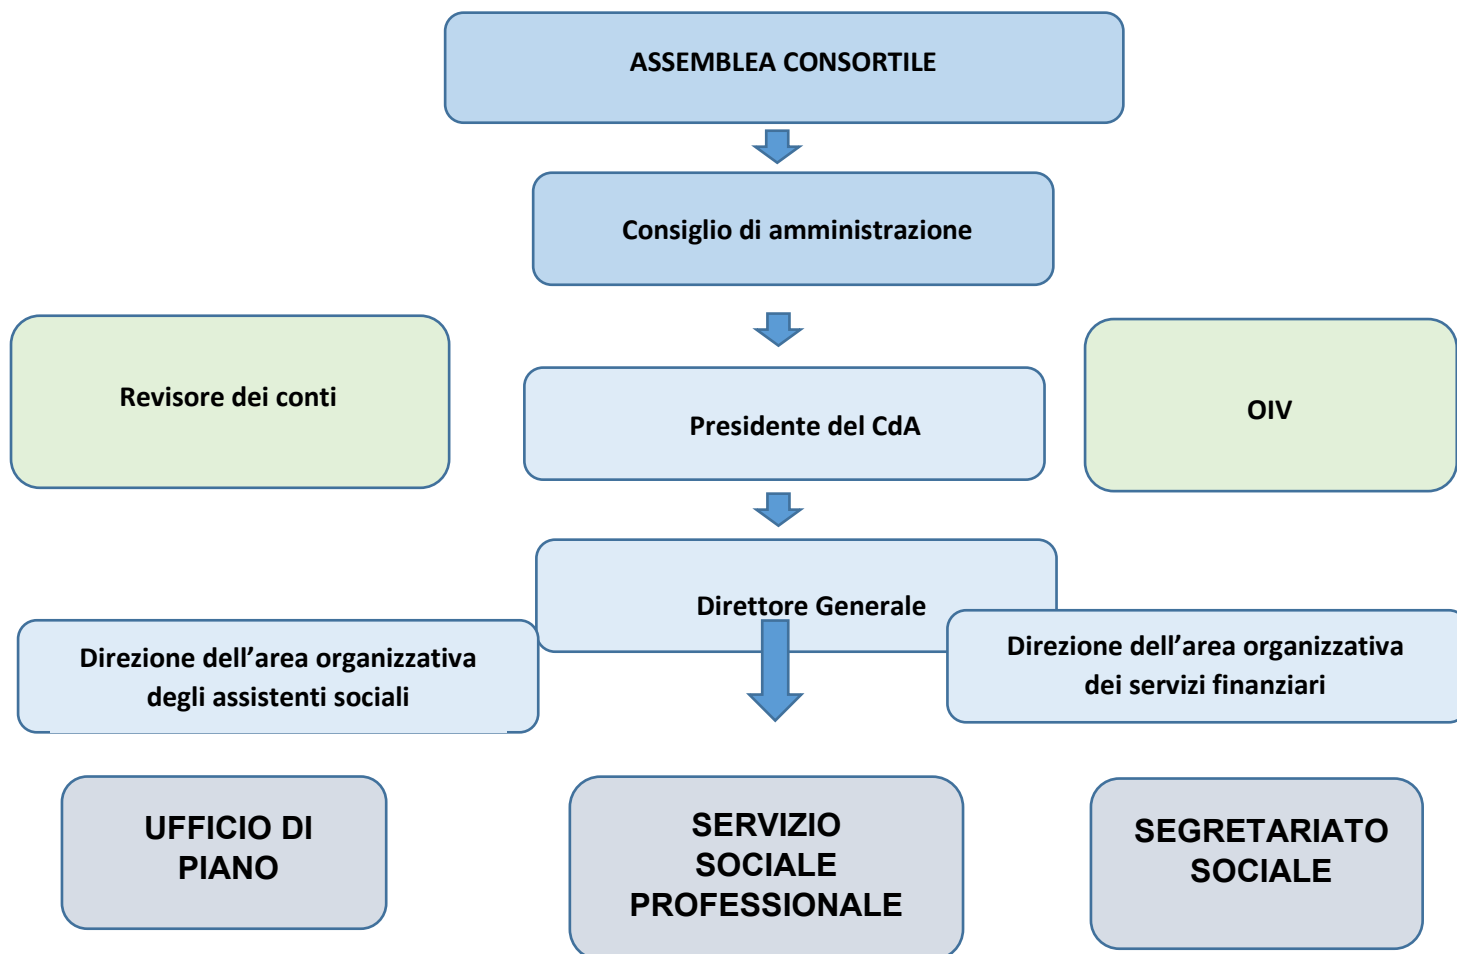 ASSEMBLEA CONSORTILE
Consiglio di amministrazione
Revisore dei conti
Presidente del CdA
OIV
Direttore Generale
Direzione dell’area organizzativa
degli assistenti sociali
Direzione dell’area organizzativa
dei servizi finanziari
UFFICIO DI
PIANO
SERVIZIO
SOCIALE
PROFESSIONALE
SEGRETARIATO
SOCIALE